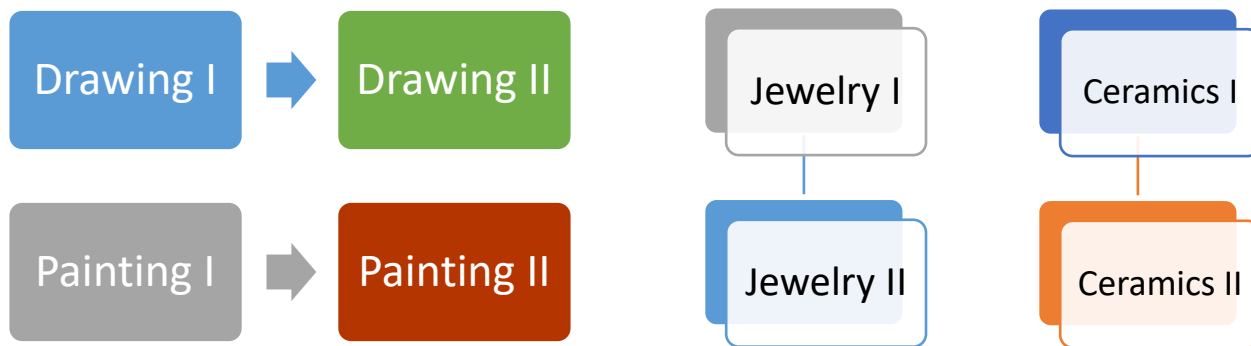 Drawing I
Drawing II
Painting I
Painting II
Jewelry I
Jewelry II
Ceramics I
Ceramics II